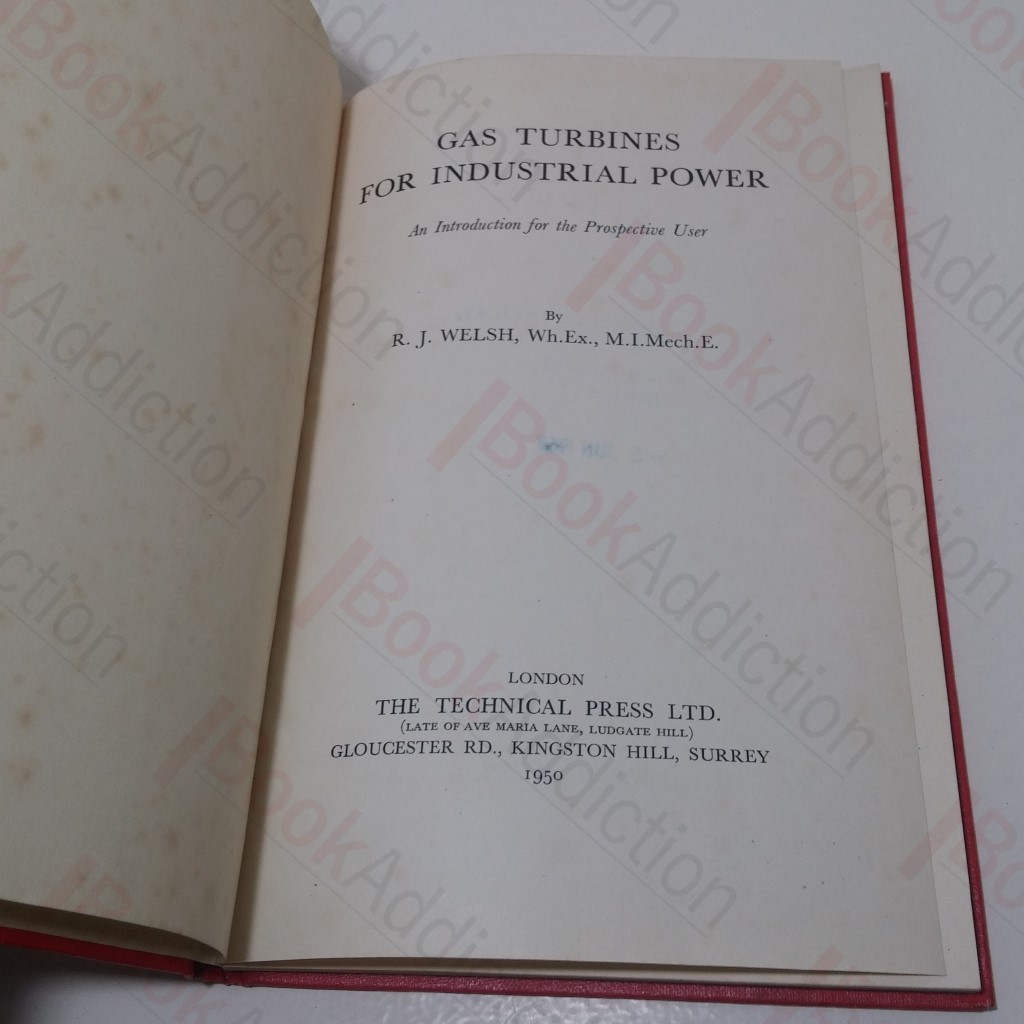 GAS TURBINES
FOR INDUSTRIAL POWER
An Introduction for the Prospective User
By
R. J. WELSH, Wh.Ex., M.I.Mech.E.
LONDON
THE TECHNICAL PRESS LTD.
(LATE OF AVE MARIA LANE, LUDGATE HILL)
GLOUCESTER RD., KINGSTON HILL, SURREY
1950
BookAddiction